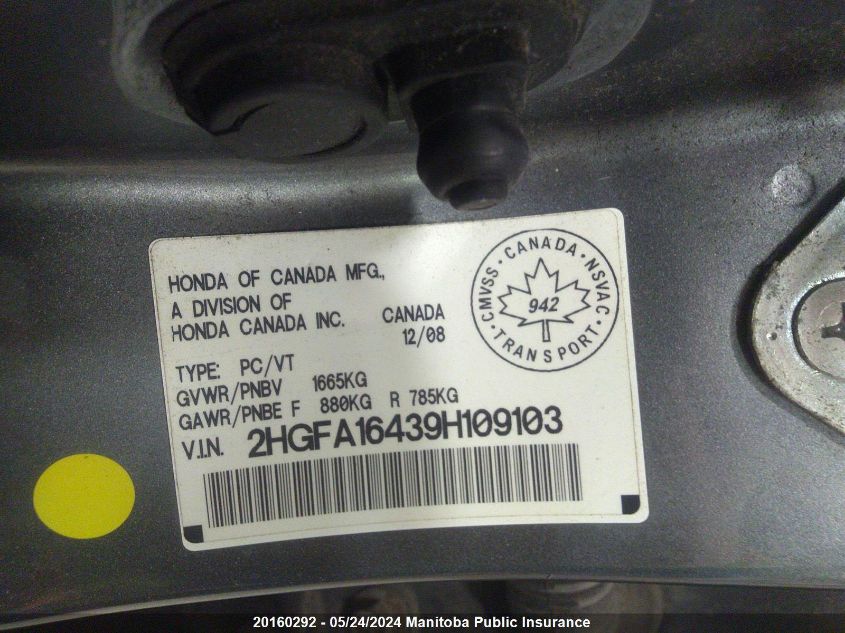 HONDA OF CANADA MFG.,
A DIVISION OF
HONDA CANADA INC. CANADA
12/08
TYPE: PC/VT
GVWR/PNBV 1665KG
GAWR/PNBE F 880KG R 785KG
V.I.N. 2HGFA16439H109103
CMVSS · CANADA · NSVAC
942
· TRANSPORT ·
20160292 - 05/24/2024 Manitoba Public Insurance